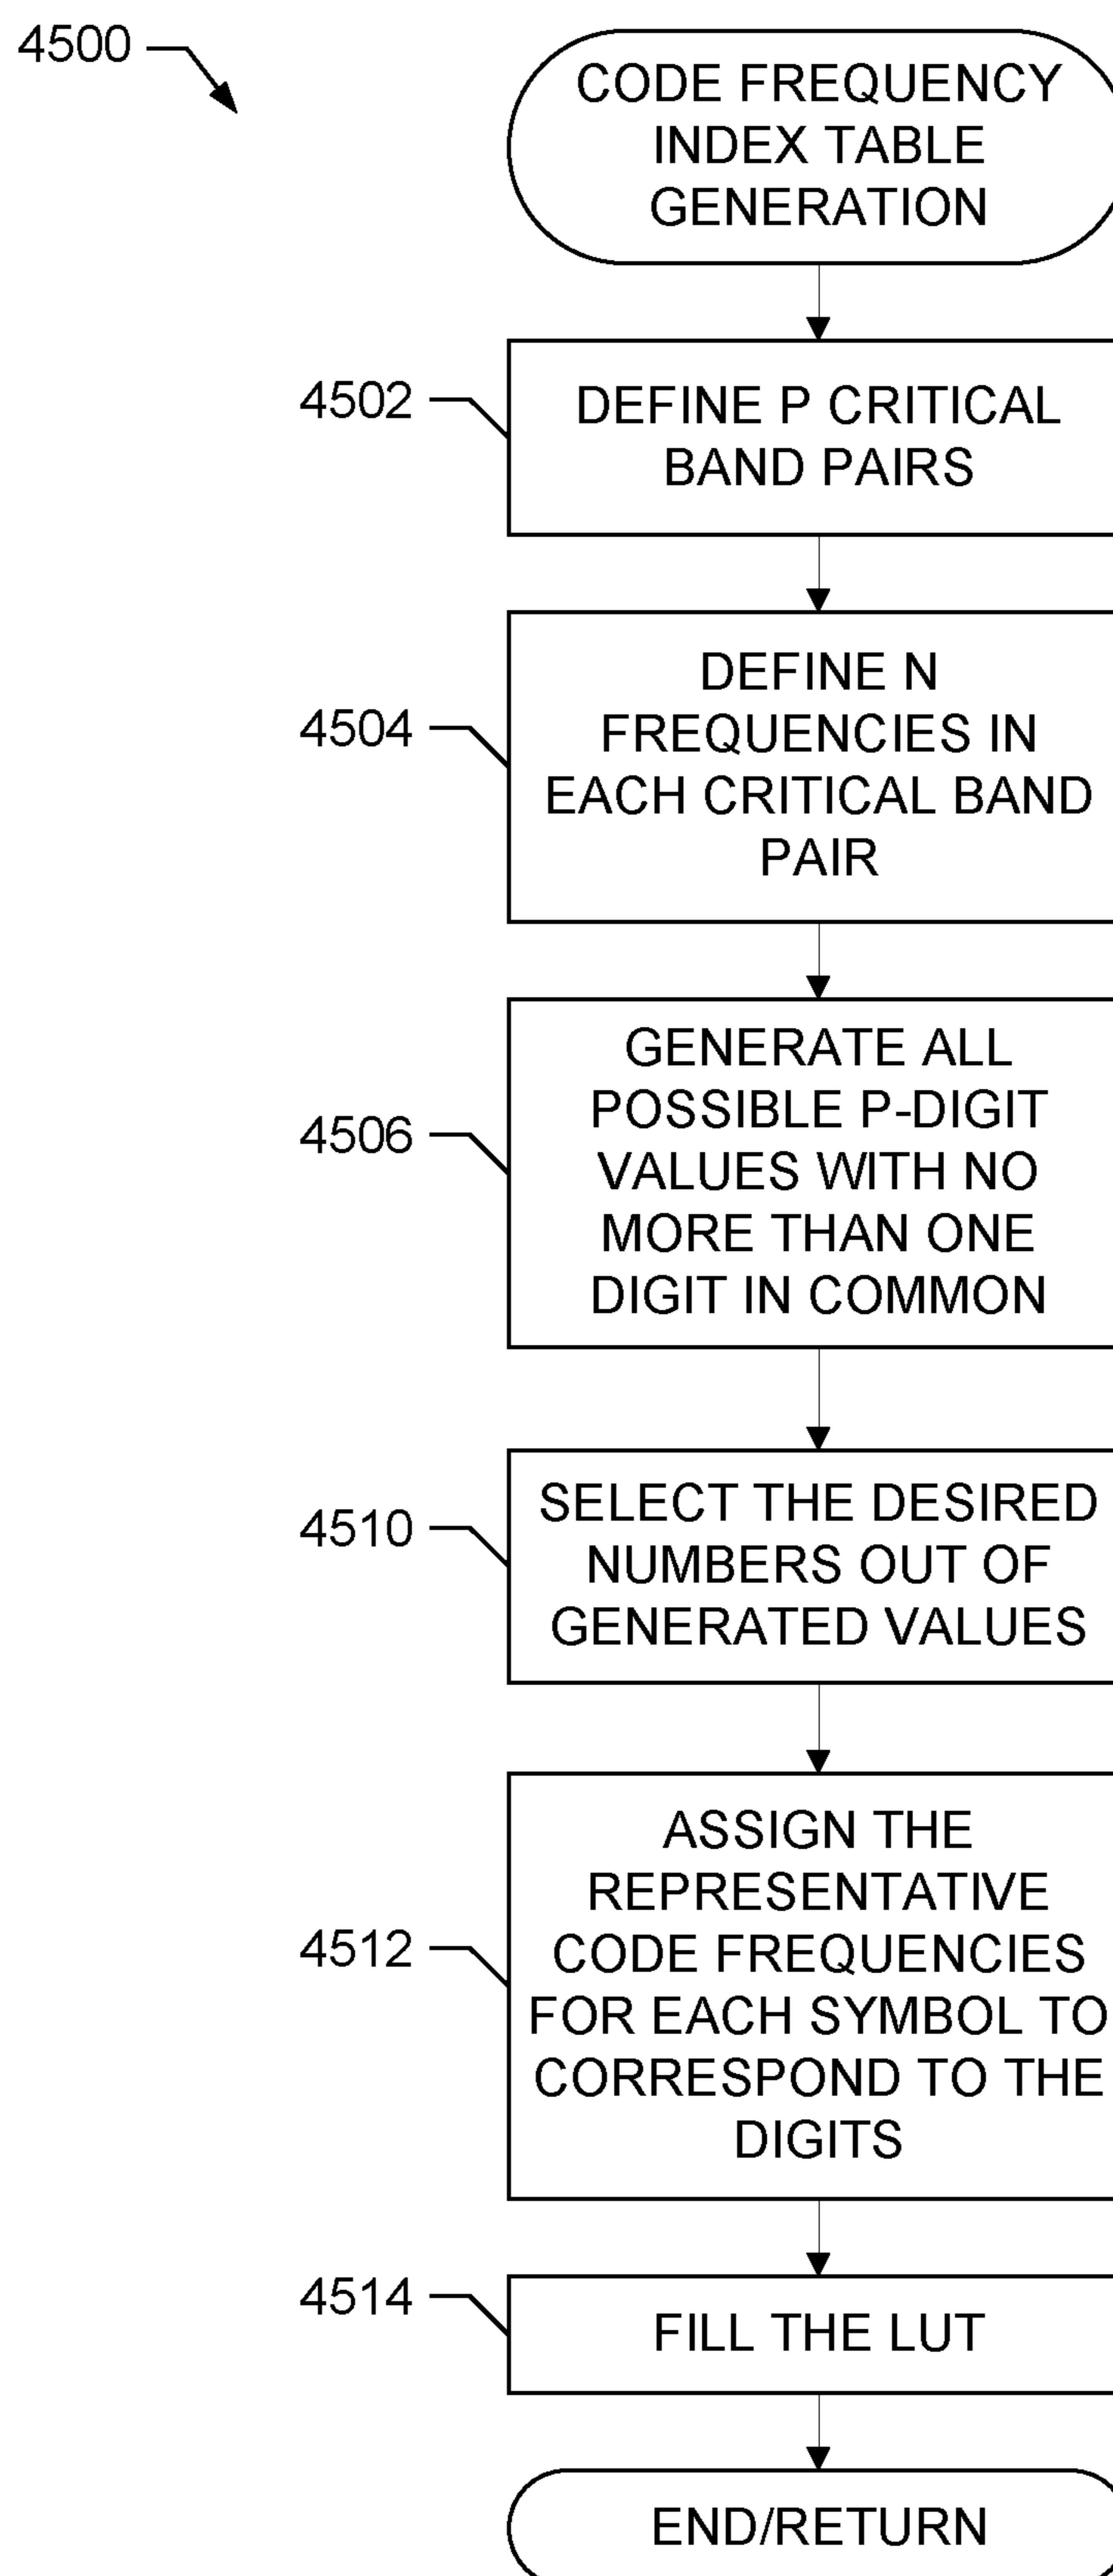 4500
CODE FREQUENCY
INDEX TABLE
GENERATION
4502
DEFINE P CRITICAL
BAND PAIRS
4504
DEFINE N
FREQUENCIES IN
EACH CRITICAL BAND
PAIR
4506
GENERATE ALL
POSSIBLE P-DIGIT
VALUES WITH NO
MORE THAN ONE
DIGIT IN COMMON
4510
SELECT THE DESIRED
NUMBERS OUT OF
GENERATED VALUES
4512
ASSIGN THE
REPRESENTATIVE
CODE FREQUENCIES
FOR EACH SYMBOL TO
CORRESPOND TO THE
DIGITS
4514
FILL THE LUT
END/RETURN